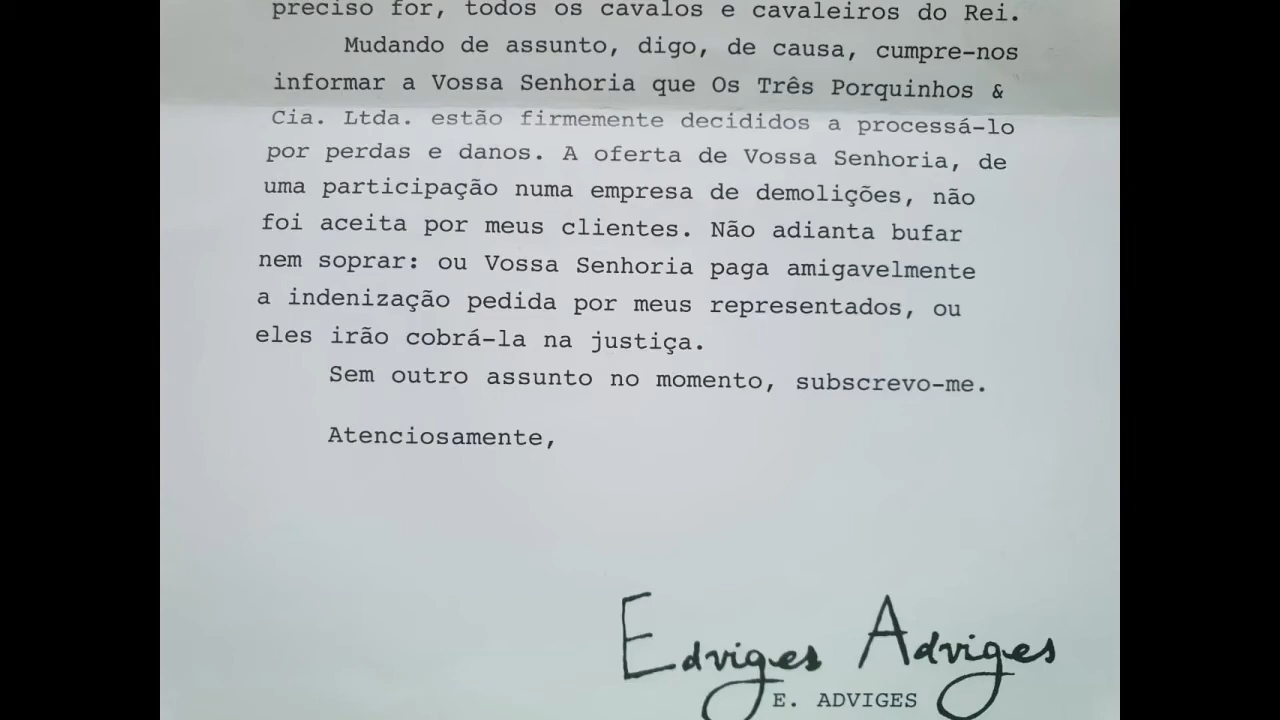 preciso for, todos os cavalos e cavaleiros do Rei.
Mudando de assunto, digo, de causa, cumpre-nos
informar a Vossa Senhoria que Os Três Porquinhos &
Cia. Ltda. estão firmemente decididos a processá-lo
por perdas e danos. A oferta de Vossa Senhoria, de
uma participação numa empresa de demolições, não
foi aceita por meus clientes. Não adianta bufar
nem soprar: ou Vossa Senhoria paga amigavelmente
a indenização pedida por meus representados, ou
eles irão cobrá-la na justiça.
Sem outro assunto no momento, subscrevo-me.
Atenciosamente,
Edviges Adviges
E. ADVIGES